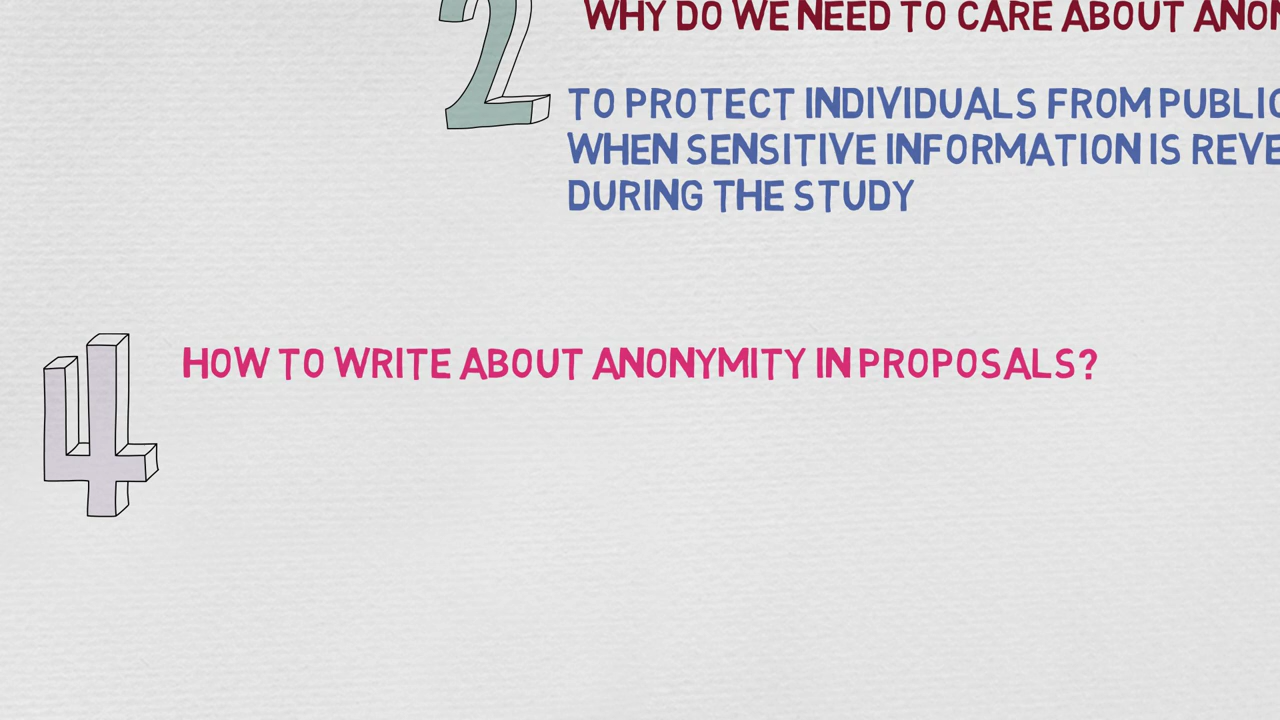 2
WHY DO WE NEED TO CARE ABOUT
TO PROTECT INDIVIDUALS FROM
WHEN SENSITIVE INFORMATION IS
DURING THE STUDY
4
HOW TO WRITE ABOUT ANONYMITY IN PROPOSALS?